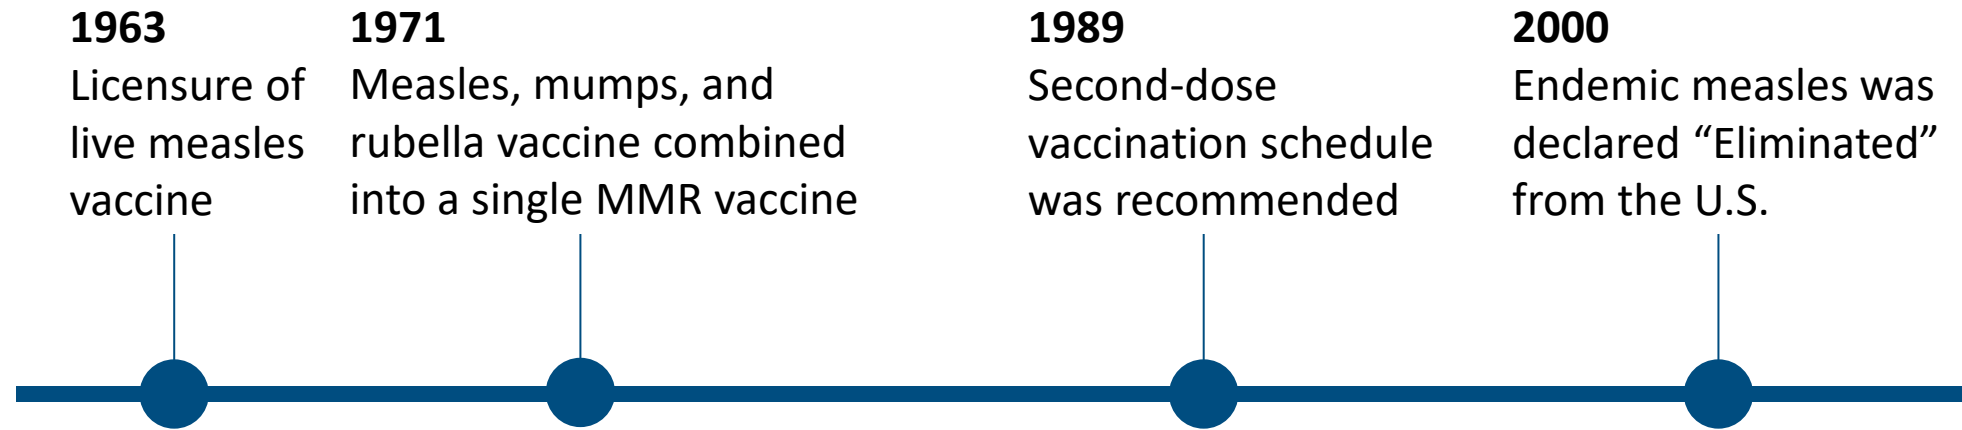 1963
Licensure of
live measles
vaccine
1971
Measles, mumps, and
rubella vaccine combined
into a single MMR vaccine
1989
Second-dose
vaccination schedule
was recommended
2000
Endemic measles was
declared “Eliminated”
from the U.S.